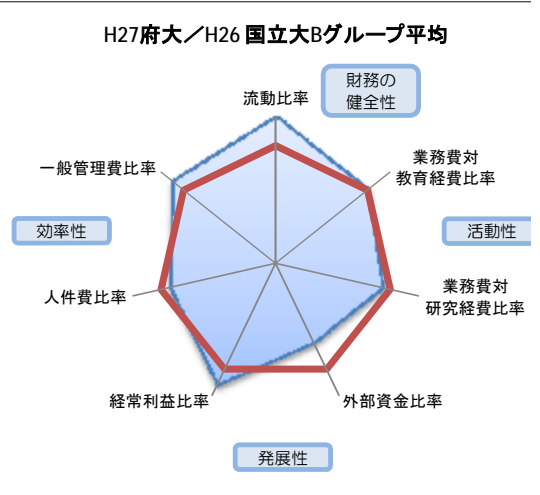 H27府大／H26 国立大Bグループ平均
財務の
健全性
流動比率
業務費対
教育経費比率
一般管理費比率
効率性
活動性
業務費対
研究経費比率
人件費比率
経常利益比率
外部資金比率
発展性